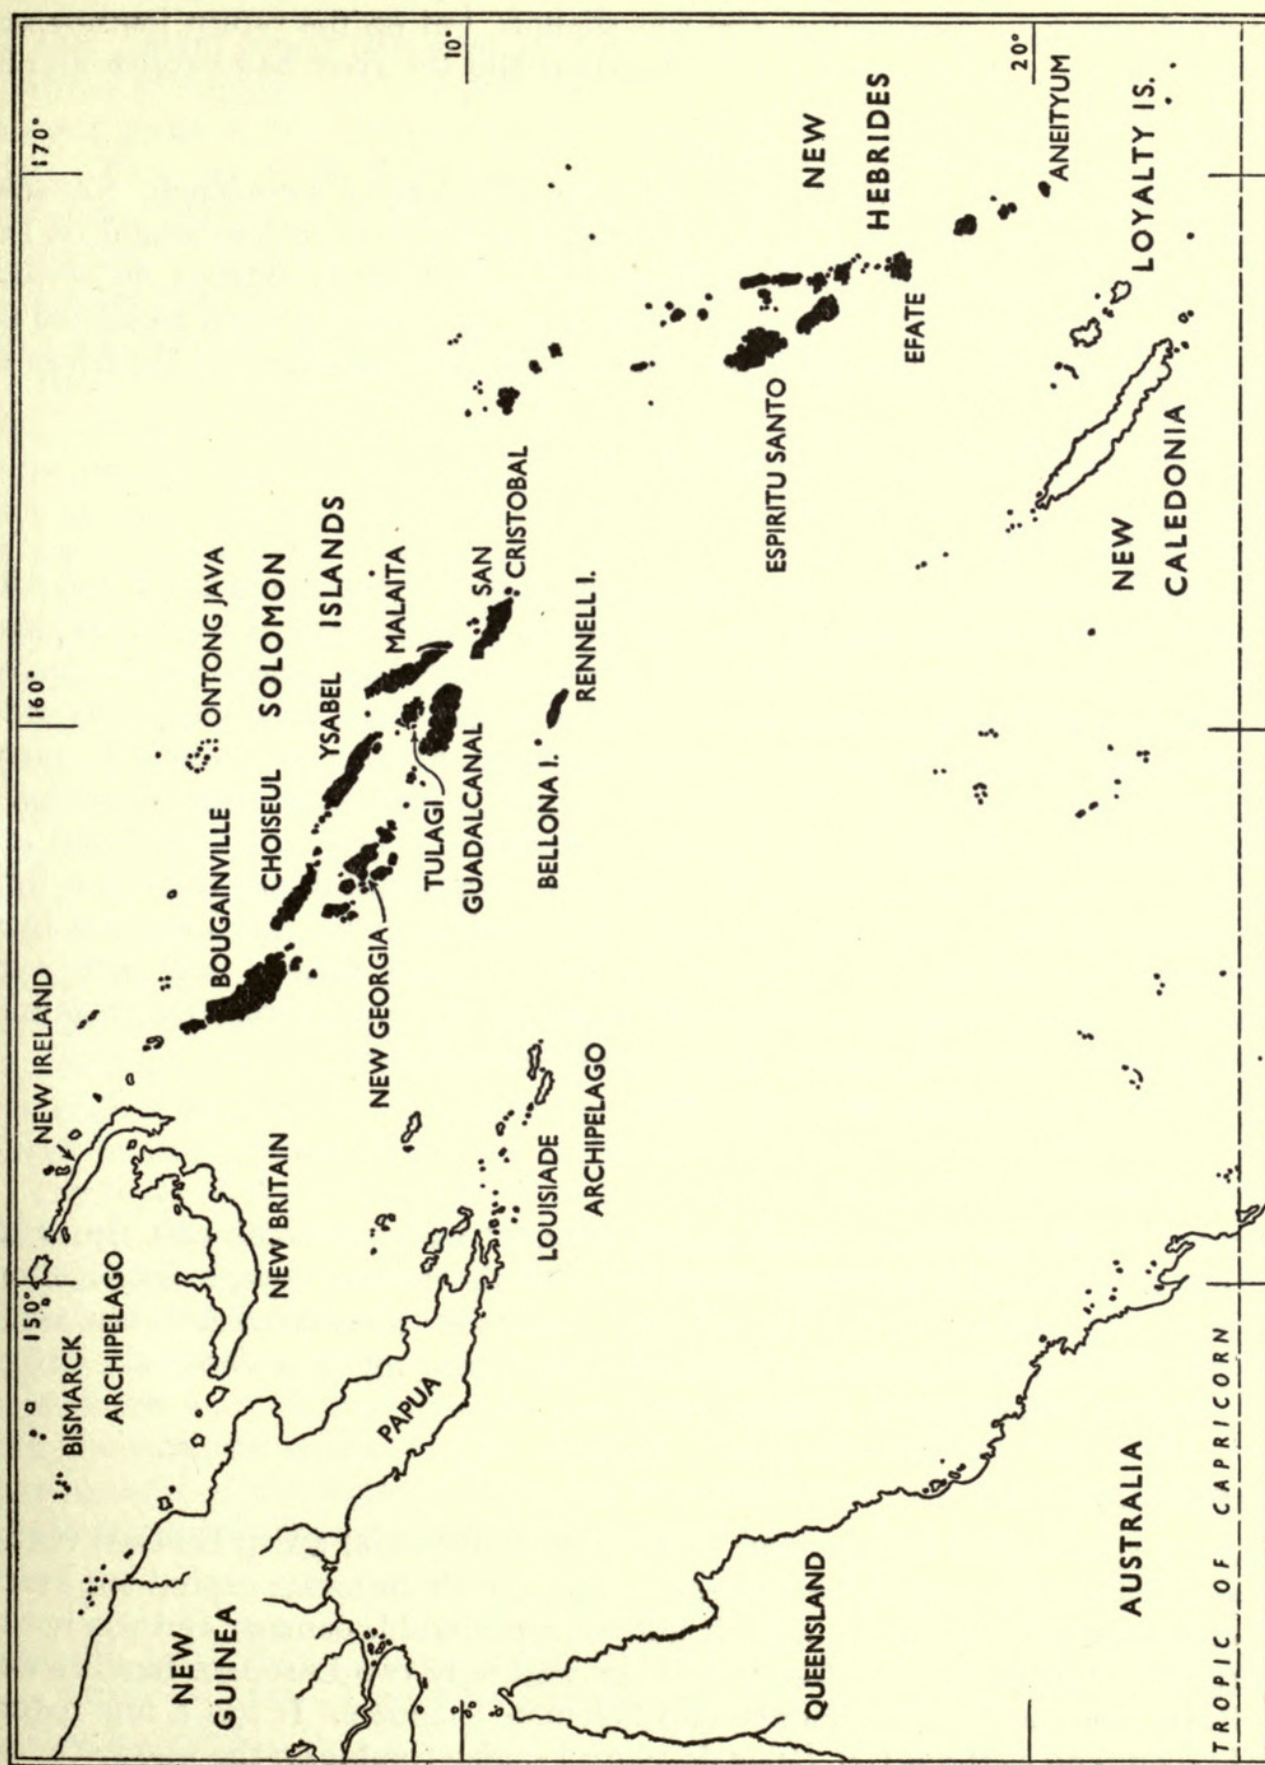 150°
160°
170°
10°
20°
BISMARCK
ARCHIPELAGO
NEW IRELAND
NEW
GUINEA
NEW BRITAIN
BOUGAINVILLE
ONTONG JAVA
CHOISEUL
SOLOMON
ISLANDS
YSABEL
MALAITA
NEW GEORGIA
TULAGI
GUADALCANAL
SAN
CRISTOBAL
PAPUA
LOUISIADE
ARCHIPELAGO
BELLONA I.
RENNELL I.
ESPIRITU SANTO
NEW
HEBRIDES
EFATE
ANEITYUM
LOYALTY IS.
NEW
CALEDONIA
QUEENSLAND
AUSTRALIA
TROPIC OF CAPRICORN